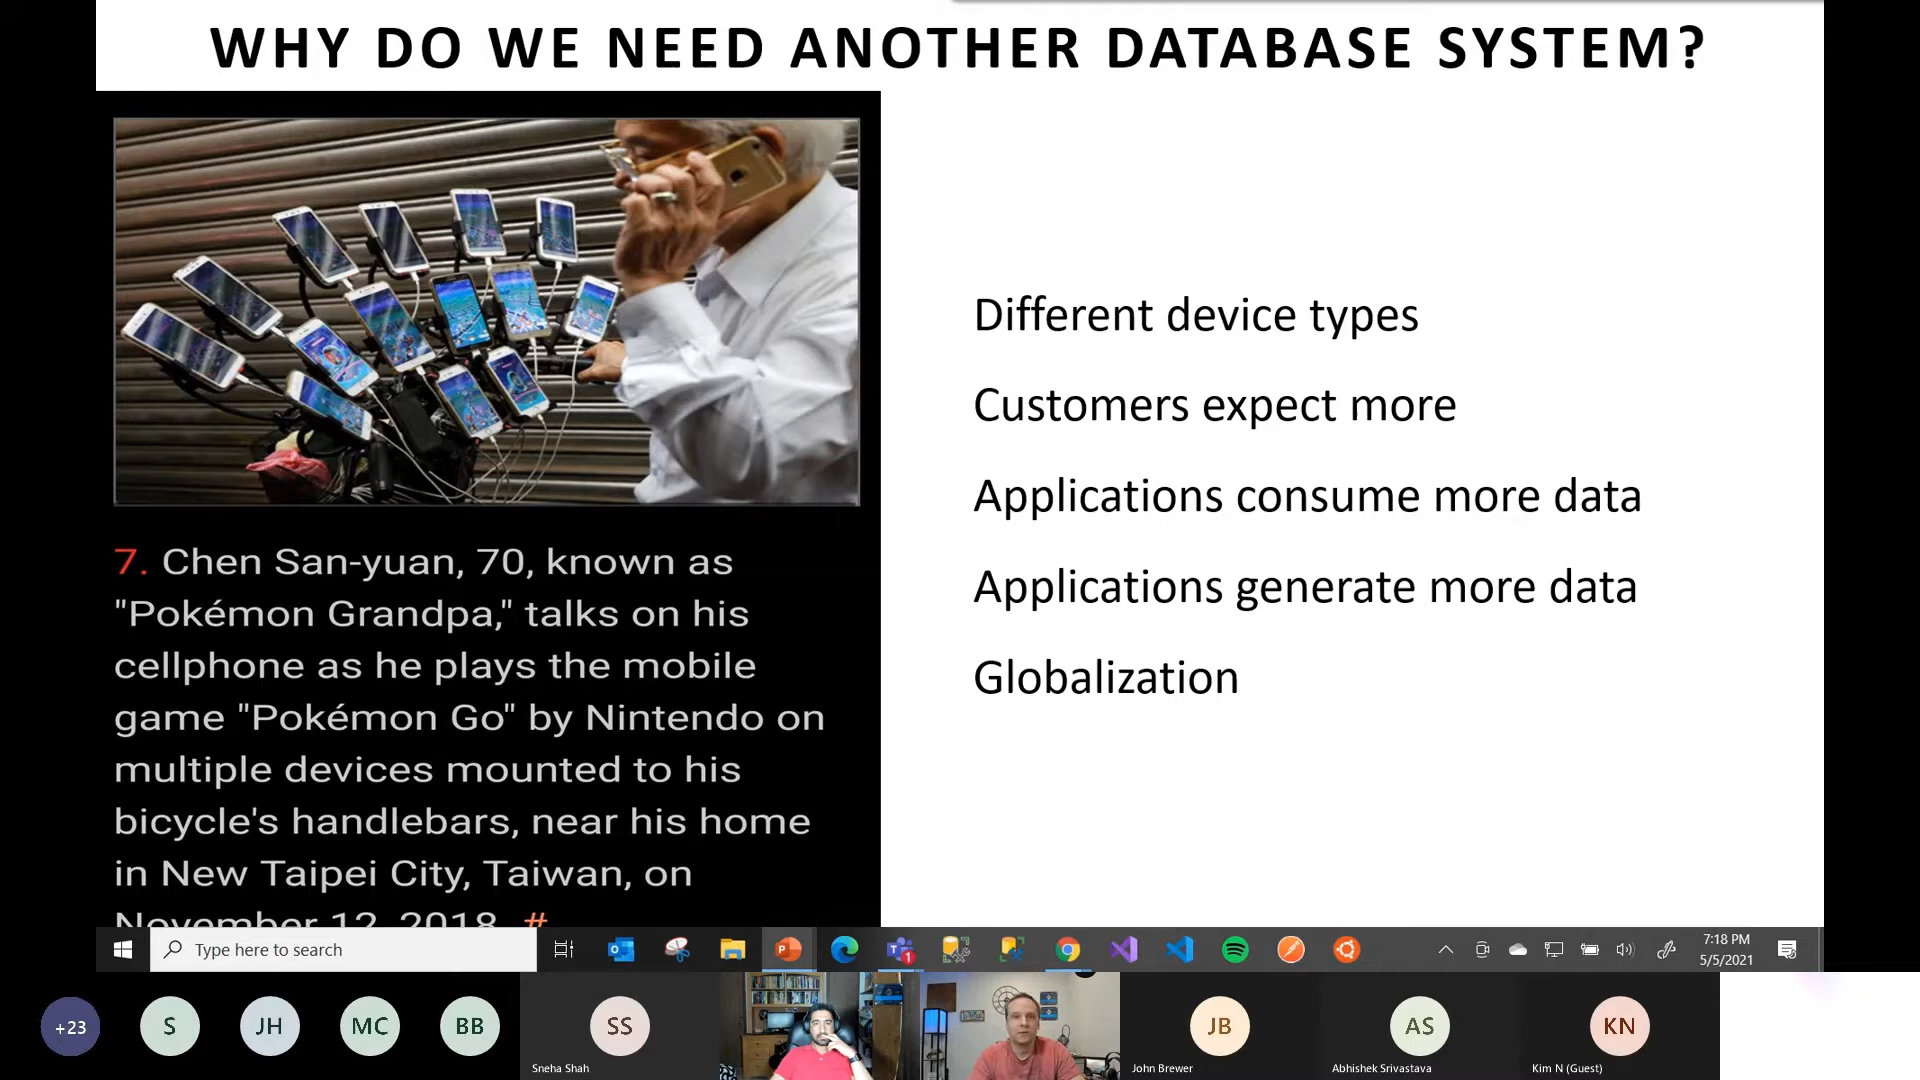 WHY DO WE NEED ANOTHER DATABASE SYSTEM?
7. Chen San-yuan, 70, known as
"Pokémon Grandpa," talks on his
cellphone as he plays the mobile
game "Pokémon Go" by Nintendo on
multiple devices mounted to his
bicycle's handlebars, near his home
in New Taipei City, Taiwan, on
November 12, 2018. #
Different device types
Customers expect more
Applications consume more data
Applications generate more data
Globalization
Type here to search
1
7:18 PM
5/5/2021
+23
S
JH
MC
BB
SS
Sneha Shah
JB
John Brewer
AS
Abhishek Srivastava
KN
Kim N (Guest)